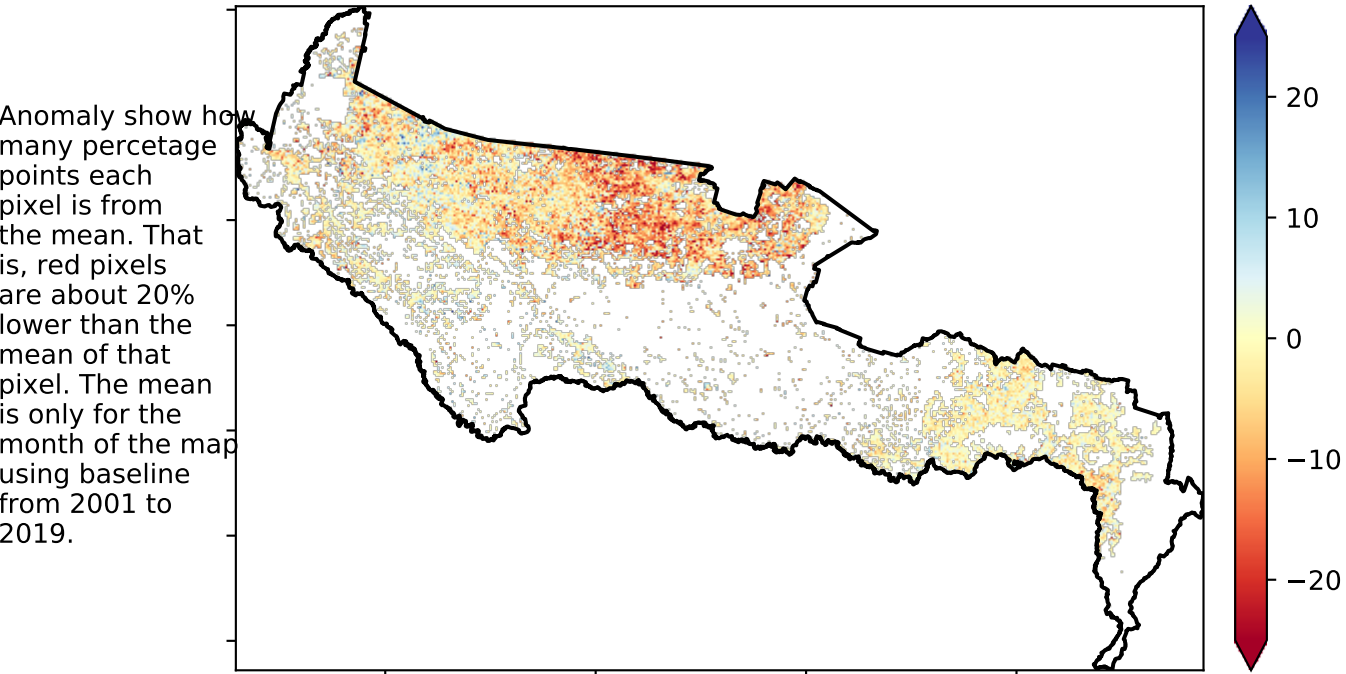 Anomaly show how
many percetage
points each
pixel is from
the mean. That
is, red pixels
are about 20%
lower than the
mean of that
pixel. The mean
is only for the
month of the map
using baseline
from 2001 to
2019.
20
10
0
−10
−20